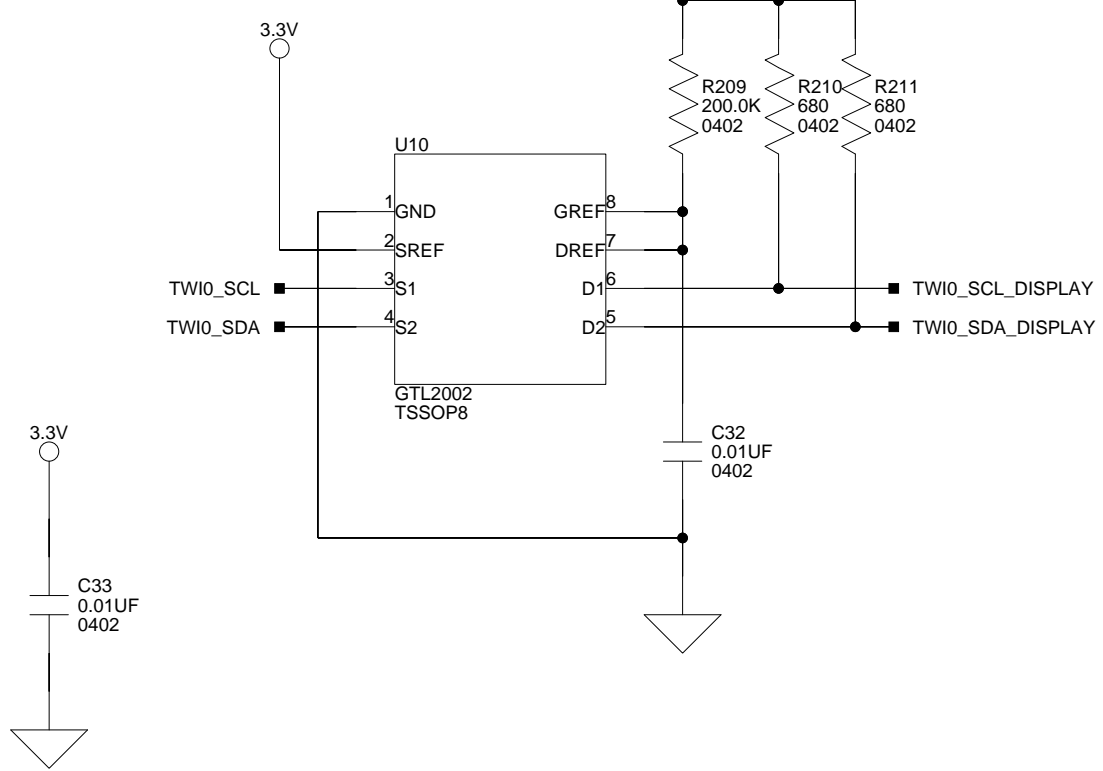 3.3V
R209
200.0K
0402
R210
680
0402
R211
680
0402
U10
1
GND
2
SREF
3
S1
4
S2
GREF
8
DREF
7
D1
6
D2
5
TWI0_SCL
TWI0_SDA
TWI0_SCL_DISPLAY
TWI0_SDA_DISPLAY
GTL2002
TSSOP8
3.3V
C32
0.01UF
0402
C33
0.01UF
0402